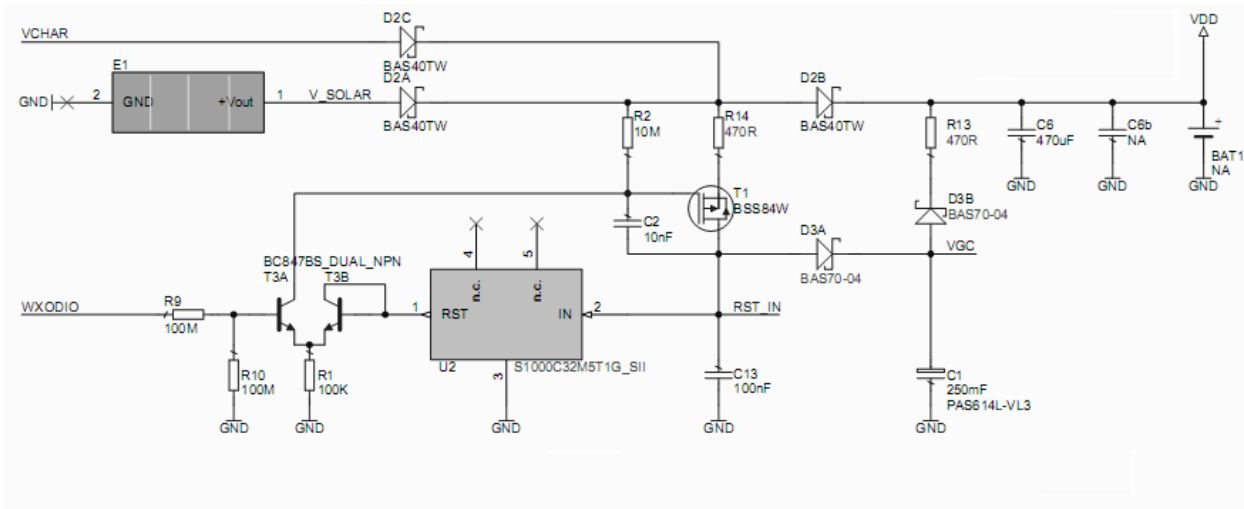 D2C
VCHAR
BAS40TW
VDD
E1
D2A
D2B
GND
2
GND
+Vout
1
V_SOLAR
BAS40TW
BAS40TW
R2
10M
R14
470R
R13
470R
C6
470uF
C6b
NA
+
BAT1
NA
GND
GND
GND
T1
BSS84W
D3B
BAS70-04
C2
10nF
D3A
VGC
BAS70-04
4
5
n.c.
n.c.
BC847BS_DUAL_NPN
T3A
T3B
WXODIO
R9
100M
1
RST
IN
2
RST_IN
U2
S1000C32M5T1G_SII
3
R10
100M
R1
100K
C13
100nF
C1
250mF
PAS614L-VL3
GND
GND
GND
GND
GND